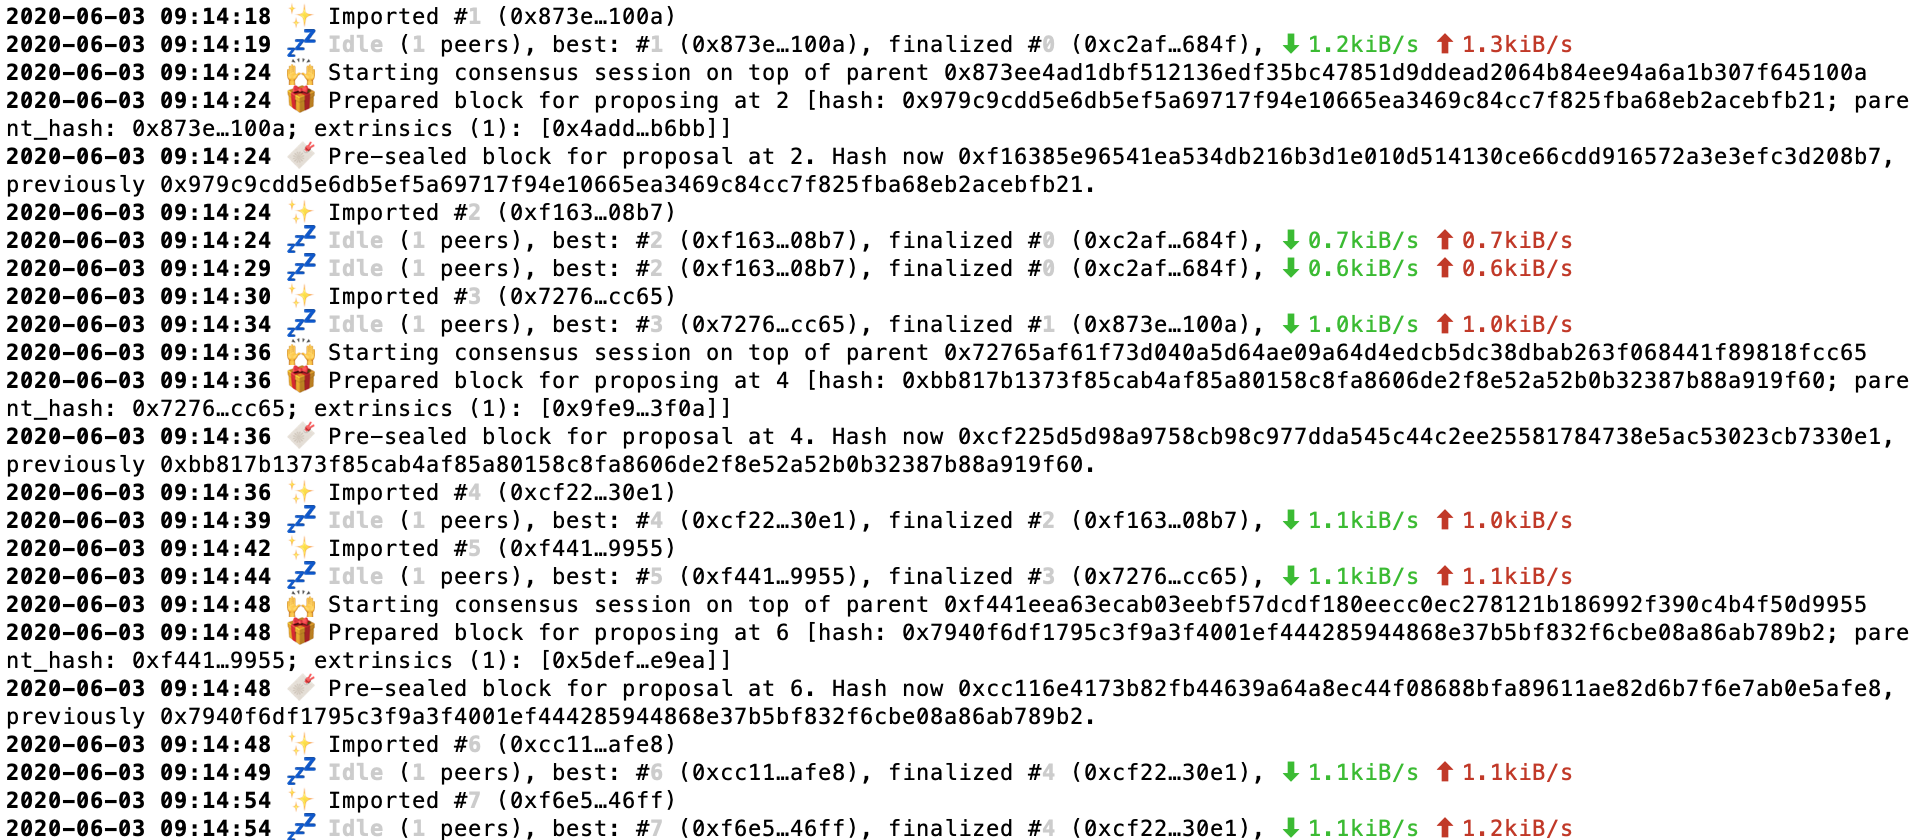 2020-06-03 09:14:18 ✨ Imported #1 (0x873e…100a)
2020-06-03 09:14:19 💤 Idle (1 peers), best: #1 (0x873e…100a), finalized #0 (0xc2af…684f), ⬇ 1.2kiB/s ⬆ 1.3kiB/s
2020-06-03 09:14:24 🙌 Starting consensus session on top of parent 0x873ee4ad1dbf512136edf35bc47851d9ddead2064b84ee94a6a1b307f645100a
2020-06-03 09:14:24 🎁 Prepared block for proposing at 2 [hash: 0x979c9cdd5e6db5ef5a69717f94e10665ea3469c84cc7f825fba68eb2acebfb21; pare
nt_hash: 0x873e…100a; extrinsics (1): [0x4add…b6bb]]
2020-06-03 09:14:24 🔖 Pre-sealed block for proposal at 2. Hash now 0xf16385e96541ea534db216b3d1e010d514130ce66cdd916572a3e3efc3d208b7,
previously 0x979c9cdd5e6db5ef5a69717f94e10665ea3469c84cc7f825fba68eb2acebfb21.
2020-06-03 09:14:24 ✨ Imported #2 (0xf163…08b7)
2020-06-03 09:14:24 💤 Idle (1 peers), best: #2 (0xf163…08b7), finalized #0 (0xc2af…684f), ⬇ 0.7kiB/s ⬆ 0.7kiB/s
2020-06-03 09:14:29 💤 Idle (1 peers), best: #2 (0xf163…08b7), finalized #0 (0xc2af…684f), ⬇ 0.6kiB/s ⬆ 0.6kiB/s
2020-06-03 09:14:30 ✨ Imported #3 (0x7276…cc65)
2020-06-03 09:14:34 💤 Idle (1 peers), best: #3 (0x7276…cc65), finalized #1 (0x873e…100a), ⬇ 1.0kiB/s ⬆ 1.0kiB/s
2020-06-03 09:14:36 🙌 Starting consensus session on top of parent 0x72765af61f73d040a5d64ae09a64d4edcb5dc38dbab263f068441f89818fcc65
2020-06-03 09:14:36 🎁 Prepared block for proposing at 4 [hash: 0xbb817b1373f85cab4af85a80158c8fa8606de2f8e52a52b0b32387b88a919f60; pare
nt_hash: 0x7276…cc65; extrinsics (1): [0x9fe9…3f0a]]
2020-06-03 09:14:36 🔖 Pre-sealed block for proposal at 4. Hash now 0xcf225d5d98a9758cb98c977dda545c44c2ee25581784738e5ac53023cb7330e1,
previously 0xbb817b1373f85cab4af85a80158c8fa8606de2f8e52a52b0b32387b88a919f60.
2020-06-03 09:14:36 ✨ Imported #4 (0xcf22…30e1)
2020-06-03 09:14:39 💤 Idle (1 peers), best: #4 (0xcf22…30e1), finalized #2 (0xf163…08b7), ⬇ 1.1kiB/s ⬆ 1.0kiB/s
2020-06-03 09:14:42 ✨ Imported #5 (0xf441…9955)
2020-06-03 09:14:44 💤 Idle (1 peers), best: #5 (0xf441…9955), finalized #3 (0x7276…cc65), ⬇ 1.1kiB/s ⬆ 1.1kiB/s
2020-06-03 09:14:48 🙌 Starting consensus session on top of parent 0xf441eea63ecab03eebf57dcdf180eecc0ec278121b186992f390c4b4f50d9955
2020-06-03 09:14:48 🎁 Prepared block for proposing at 6 [hash: 0x7940f6df1795c3f9a3f4001ef444285944868e37b5bf832f6cbe08a86ab789b2; pare
nt_hash: 0xf441…9955; extrinsics (1): [0x5def…e9ea]]
2020-06-03 09:14:48 🔖 Pre-sealed block for proposal at 6. Hash now 0xcc116e4173b82fb44639a64a8ec44f08688bfa89611ae82d6b7f6e7ab0e5afe8,
previously 0x7940f6df1795c3f9a3f4001ef444285944868e37b5bf832f6cbe08a86ab789b2.
2020-06-03 09:14:48 ✨ Imported #6 (0xcc11…afe8)
2020-06-03 09:14:49 💤 Idle (1 peers), best: #6 (0xcc11…afe8), finalized #4 (0xcf22…30e1), ⬇ 1.1kiB/s ⬆ 1.1kiB/s
2020-06-03 09:14:54 ✨ Imported #7 (0xf6e5…46ff)
2020-06-03 09:14:54 💤 Idle (1 peers), best: #7 (0xf6e5…46ff), finalized #4 (0xcf22…30e1), ⬇ 1.1kiB/s ⬆ 1.2kiB/s